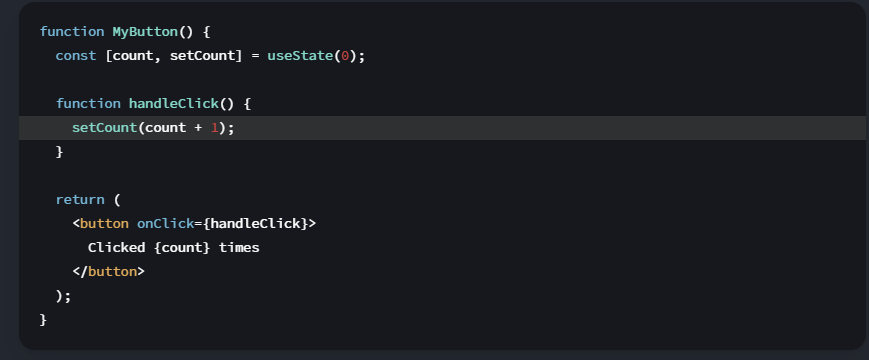 function MyButton() {
  const [count, setCount] = useState(0);

  function handleClick() {
    setCount(count + 1);
  }

  return (
    <button onClick={handleClick}>
      Clicked {count} times
    </button>
  );
}